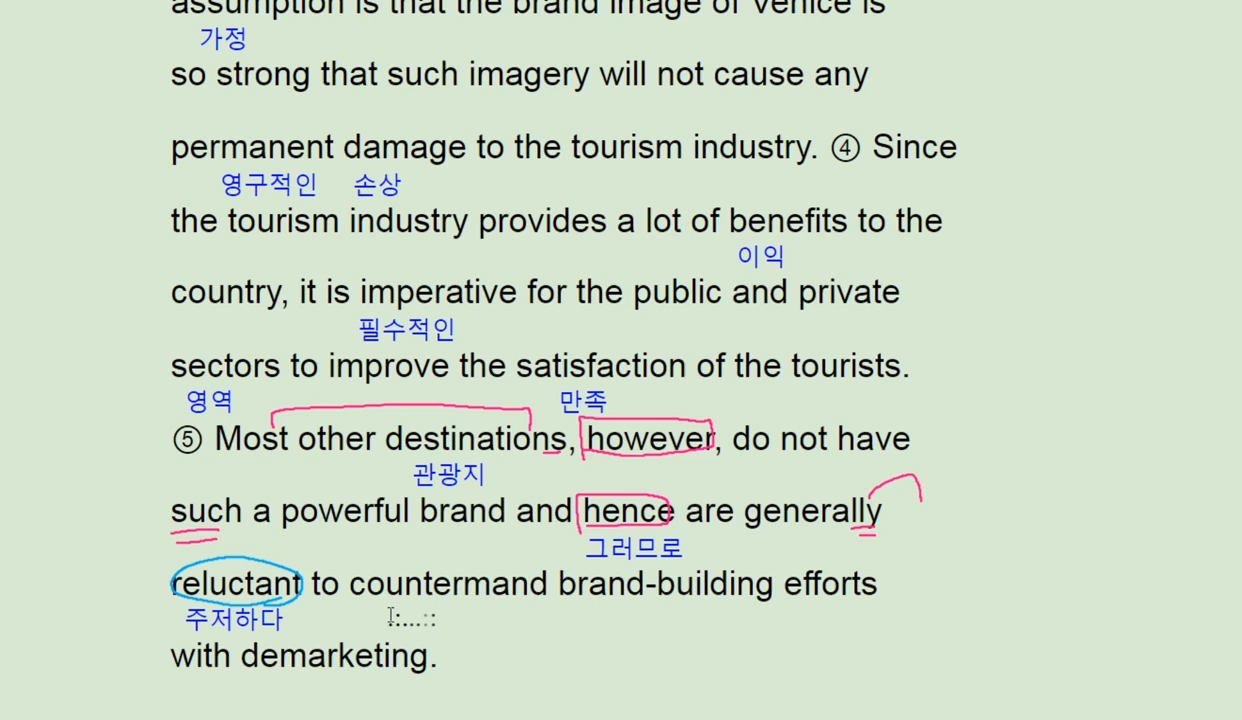 assumption is that the brand image of Venice is
가정
so strong that such imagery will not cause any
permanent damage to the tourism industry. ④ Since
영구적인 손상
the tourism industry provides a lot of benefits to the
이익
country, it is imperative for the public and private
필수적인
sectors to improve the satisfaction of the tourists.
영역 만족
⑤ Most other destinations, however, do not have
관광지
such a powerful brand and hence are generally
그러므로
reluctant to countermand brand-building efforts
주저하다
with demarketing.